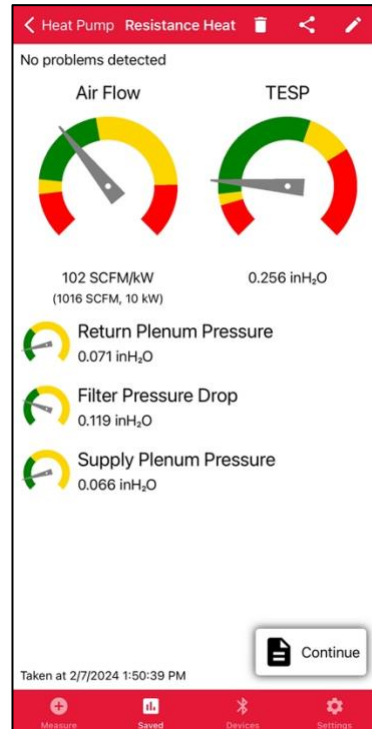 Heat Pump Resistance Heat
No problems detected
Air Flow TESP
102 SCFM/kW 0.256 inH₂O
(1016 SCFM, 10 kW)
Return Plenum Pressure
0.071 inH₂O
Filter Pressure Drop
0.119 inH₂O
Supply Plenum Pressure
0.066 inH₂O
Continue
Taken at 2/7/2024 1:50:39 PM
Measure Saved Devices Settings